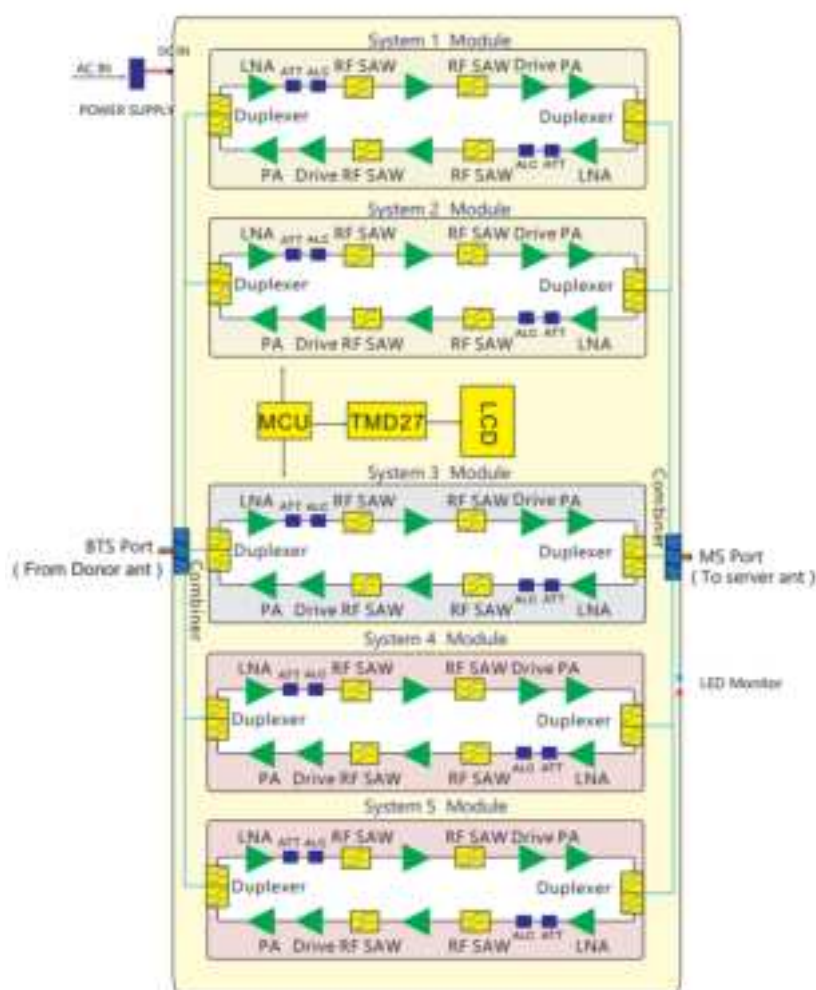 System 1 Module
DC IN
AC IN
POWER SUPPLY
LNA ATT ALC RF SAW RF SAW Drive PA
Duplexer Duplexer
PA Drive RF SAW RF SAW ALC ATT LNA
System 2 Module
LNA ATT ALC RF SAW RF SAW Drive PA
Duplexer Duplexer
PA Drive RF SAW RF SAW ALC ATT LNA
MCU TMD27 LCD
System 3 Module
LNA ATT ALC RF SAW RF SAW Drive PA
Combiner
BTS Port
( From Donor ant )
Duplexer Duplexer
MS Port
( To server ant )
Combiner
PA Drive RF SAW RF SAW ALC ATT LNA
System 4 Module
LNA ATT ALC RF SAW RF SAW Drive PA
LED Monitor
Duplexer Duplexer
PA Drive RF SAW RF SAW ALC ATT LNA
System 5 Module
LNA ATT ALC RF SAW RF SAW Drive PA
Duplexer Duplexer
PA Drive RF SAW RF SAW ALC ATT LNA